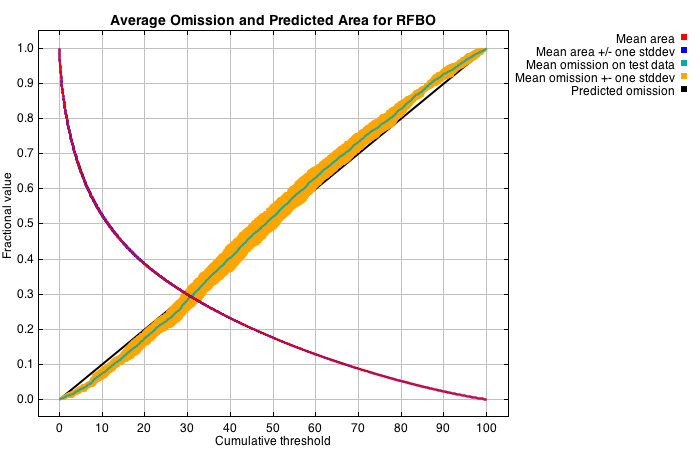 Average Omission and Predicted Area for RFBO
Mean area
Mean area +/- one stddev
Mean omission on test data
Mean omission +- one stddev
Predicted omission
Fractional value
1.0
0.9
0.8
0.7
0.6
0.5
0.4
0.3
0.2
0.1
0.0
0 10 20 30 40 50 60 70 80 90 100
Cumulative threshold